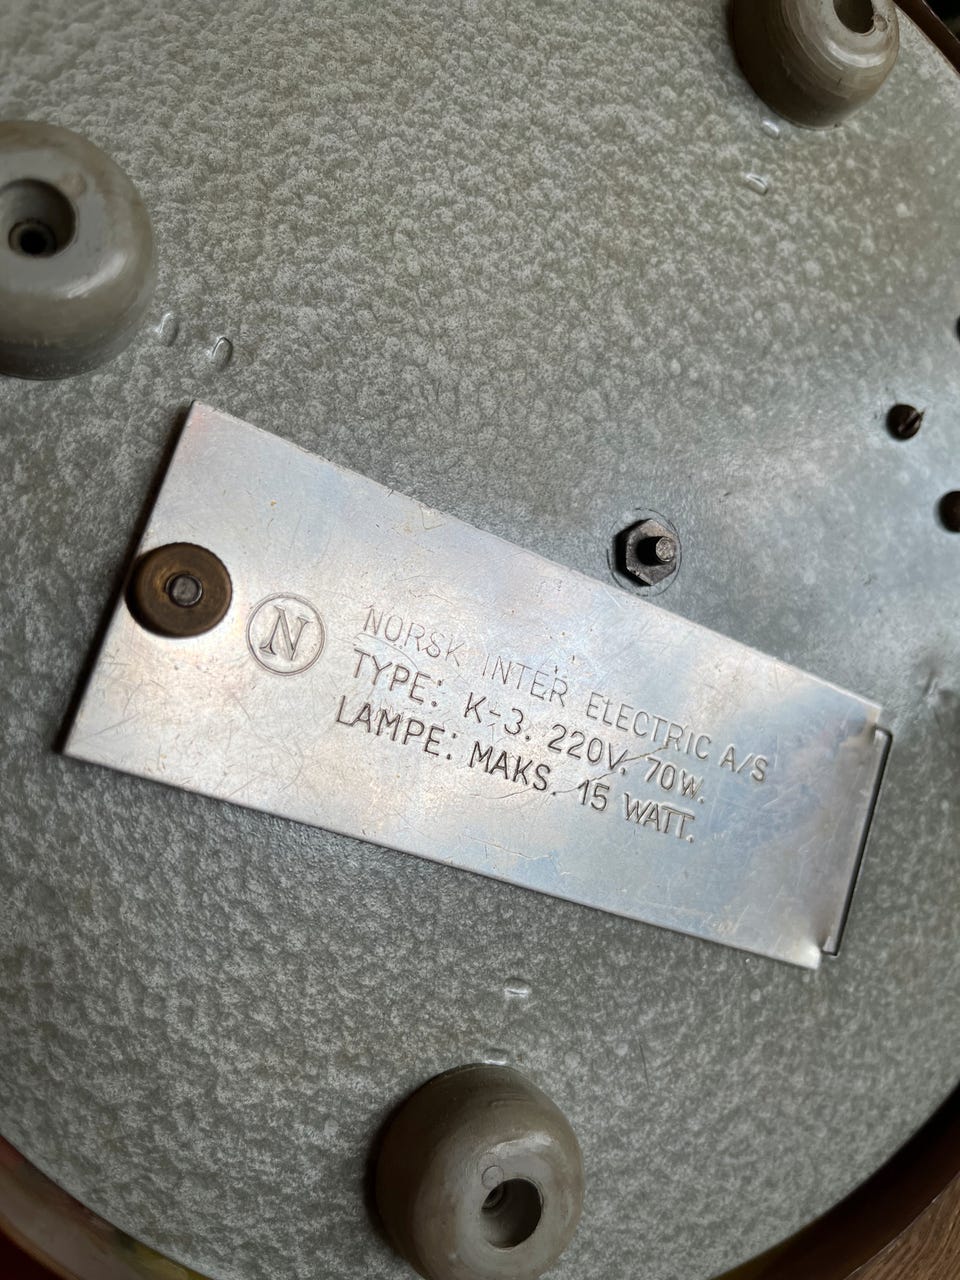 N
NORSK INTER ELECTRIC A/S
TYPE: K-3. 220V. 70W.
LAMPE: MAKS. 15 WATT.